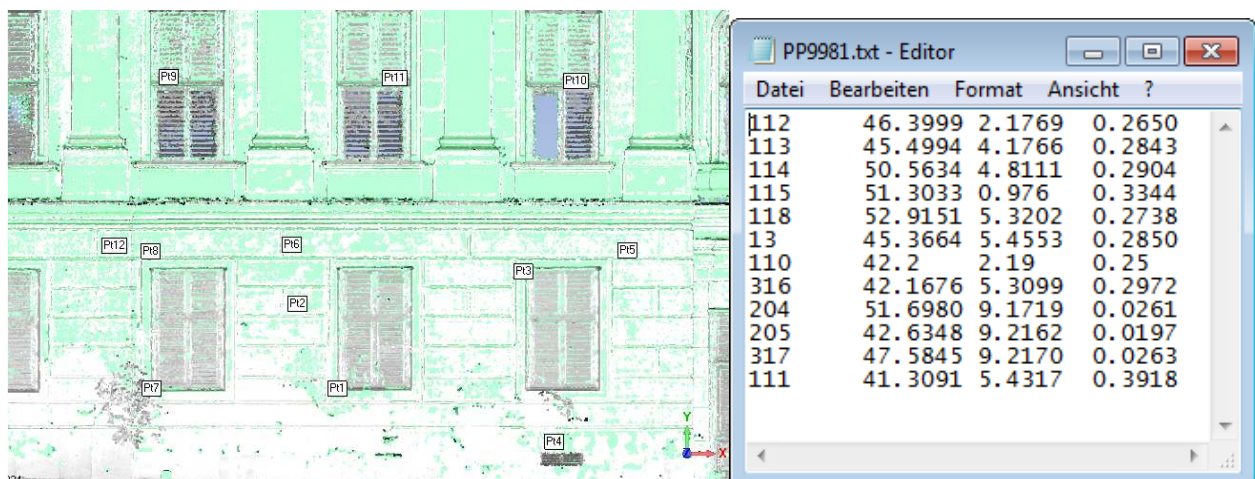 Pt9
Pt11
Pt10
Pt12
Pt8
Pt6
Pt5
Pt3
Pt2
Pt7
Pt1
Pt4
Y
X
PP9981.txt - Editor
Datei Bearbeiten Format Ansicht ?
112 46.3999 2.1769 0.2650
113 45.4994 4.1766 0.2843
114 50.5634 4.8111 0.2904
115 51.3033 0.976 0.3344
118 52.9151 5.3202 0.2738
13 45.3664 5.4553 0.2850
110 42.2 2.19 0.25
316 42.1676 5.3099 0.2972
204 51.6980 9.1719 0.0261
205 42.6348 9.2162 0.0197
317 47.5845 9.2170 0.0263
111 41.3091 5.4317 0.3918